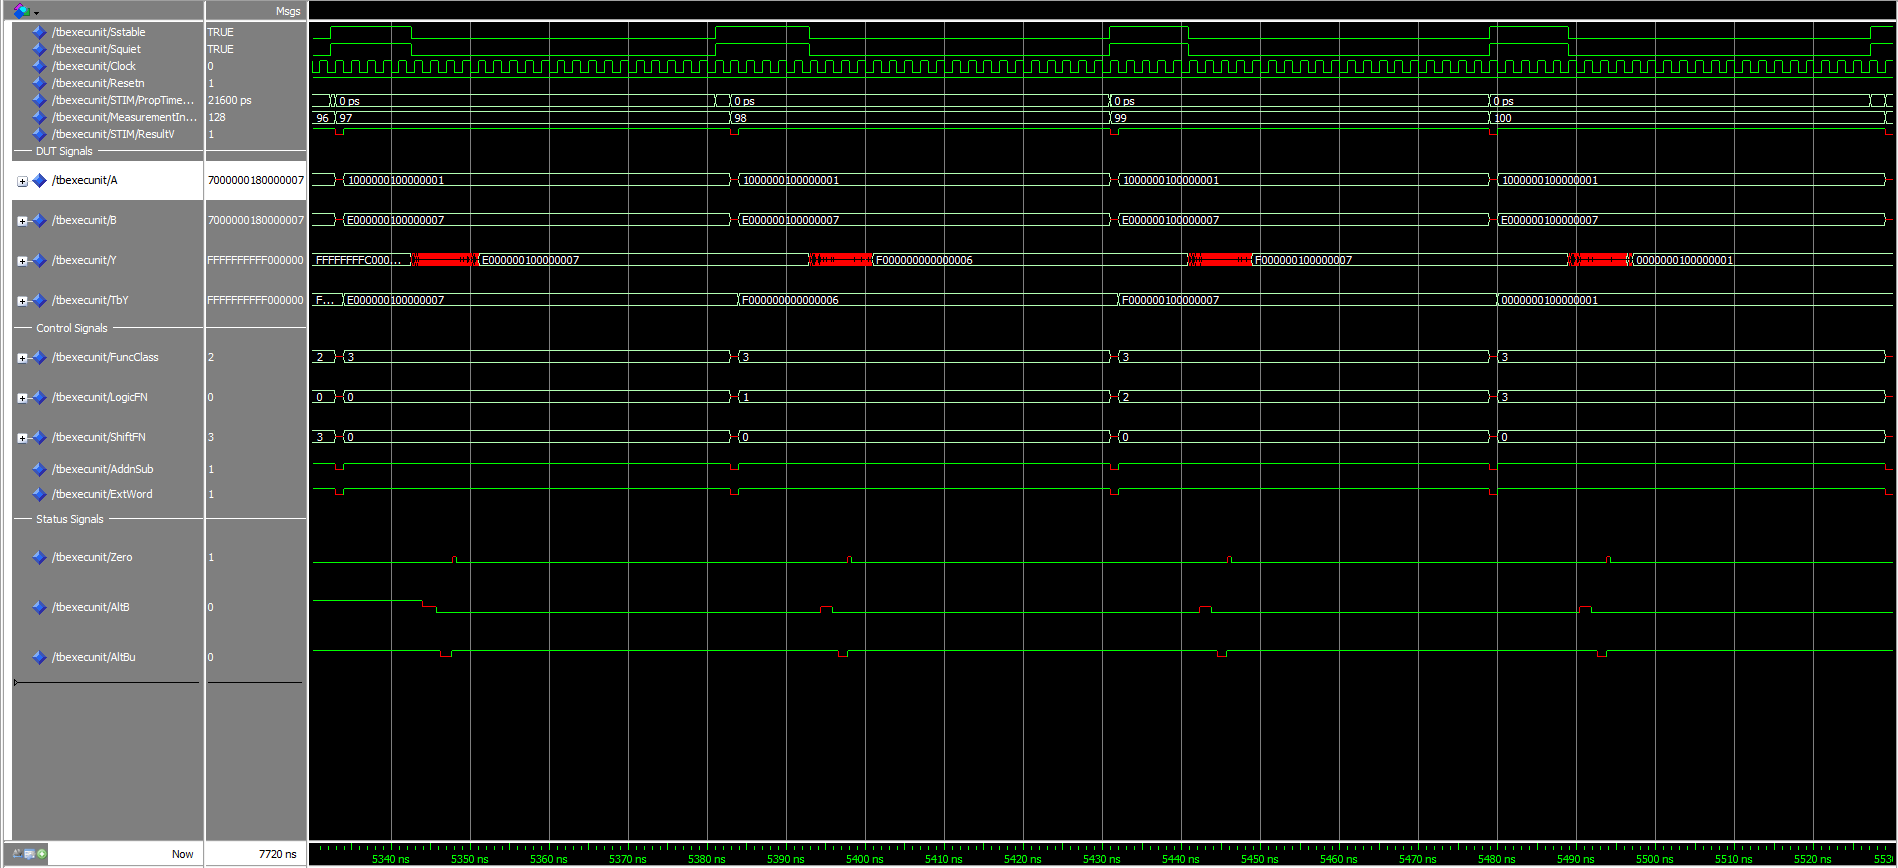 Msgs
/tbexecunit/Sstable TRUE
/tbexecunit/Squiet TRUE
/tbexecunit/Clock 0
/tbexecunit/Resetn 1
/tbexecunit/STIM/PropTime... 21600 ps 0 ps 0 ps 0 ps 0 ps
/tbexecunit/MeasurementIn... 128 96 97 98 99 100
/tbexecunit/STIM/ResultV 1
DUT Signals
/tbexecunit/A 7000000180000007 1000000100000001 1000000100000001 1000000100000001 1000000100000001
/tbexecunit/B 7000000180000007 E000000100000007 E000000100000007 E000000100000007 E000000100000007
/tbexecunit/Y FFFFFFFFFF000000 FFFFFFFFC000... E000000100000007 F000000000000006 F000000100000007 0000000100000001
/tbexecunit/TbY FFFFFFFFFF000000 F... E000000100000007 F000000000000006 F000000100000007 0000000100000001
Control Signals
/tbexecunit/FuncClass 2 2 3 3 3 3
/tbexecunit/LogicFN 0 0 0 1 2 3
/tbexecunit/ShiftFN 3 3 0 0 0 0
/tbexecunit/AddnSub 1
/tbexecunit/ExtWord 1
Status Signals
/tbexecunit/Zero 1
/tbexecunit/AltB 0
/tbexecunit/AltBu 0
Now 7720 ns 5340 ns 5350 ns 5360 ns 5370 ns 5380 ns 5390 ns 5400 ns 5410 ns 5420 ns 5430 ns 5440 ns 5450 ns 5460 ns 5470 ns 5480 ns 5490 ns 5500 ns 5510 ns 5520 ns 5530